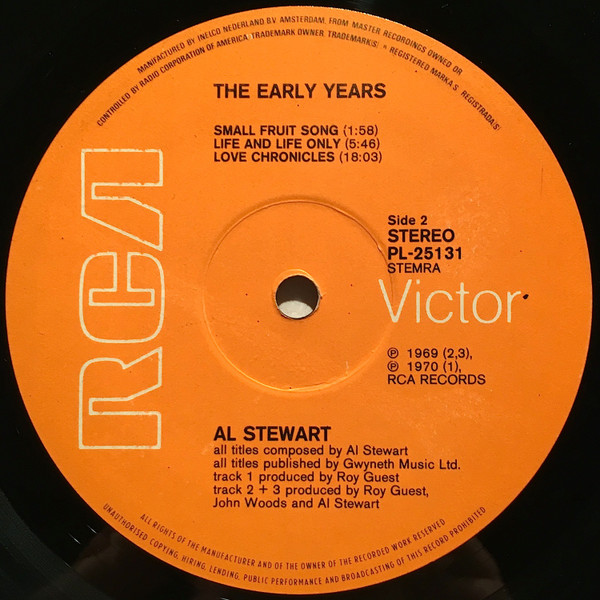 MANUFACTURED BY INELCO NEDERLAND B.V. AMSTERDAM, FROM MASTER RECORDINGS OWNED OR
CONTROLLED BY RADIO CORPORATION OF AMERICA, TRADEMARK OWNER, TRADEMARK(S), REGISTERED MARKA.S REGISTRADA(S)
THE EARLY YEARS
SMALL FRUIT SONG (1:58)
LIFE AND LIFE ONLY (5:46)
LOVE CHRONICLES (18:03)
RCA
Side 2
STEREO
PL-25131
STEMRA
Victor
℗ 1969 (2,3),
℗ 1970 (1),
RCA RECORDS
AL STEWART
all titles composed by Al Stewart
all titles published by Gwyneth Music Ltd.
track 1 produced by Roy Guest
track 2 + 3 produced by Roy Guest,
John Woods and Al Stewart
ALL RIGHTS OF THE MANUFACTURER AND OF THE OWNER OF THE RECORDED WORK RESERVED
UNAUTHORISED COPYING, HIRING, LENDING, PUBLIC PERFORMANCE AND BROADCASTING OF THIS RECORD PROHIBITED